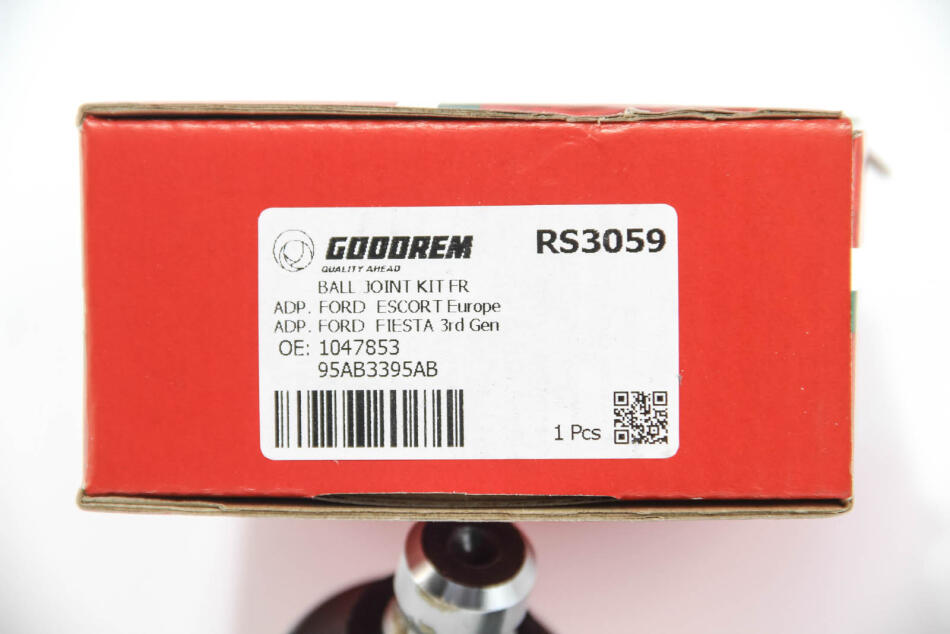 GOODREM
RS3059
QUALITY AHEAD
BALL JOINT KIT FR
ADP. FORD ESCORT Europe
ADP. FORD FIESTA 3rd Gen
OE: 1047853
95AB3395AB
1 Pcs